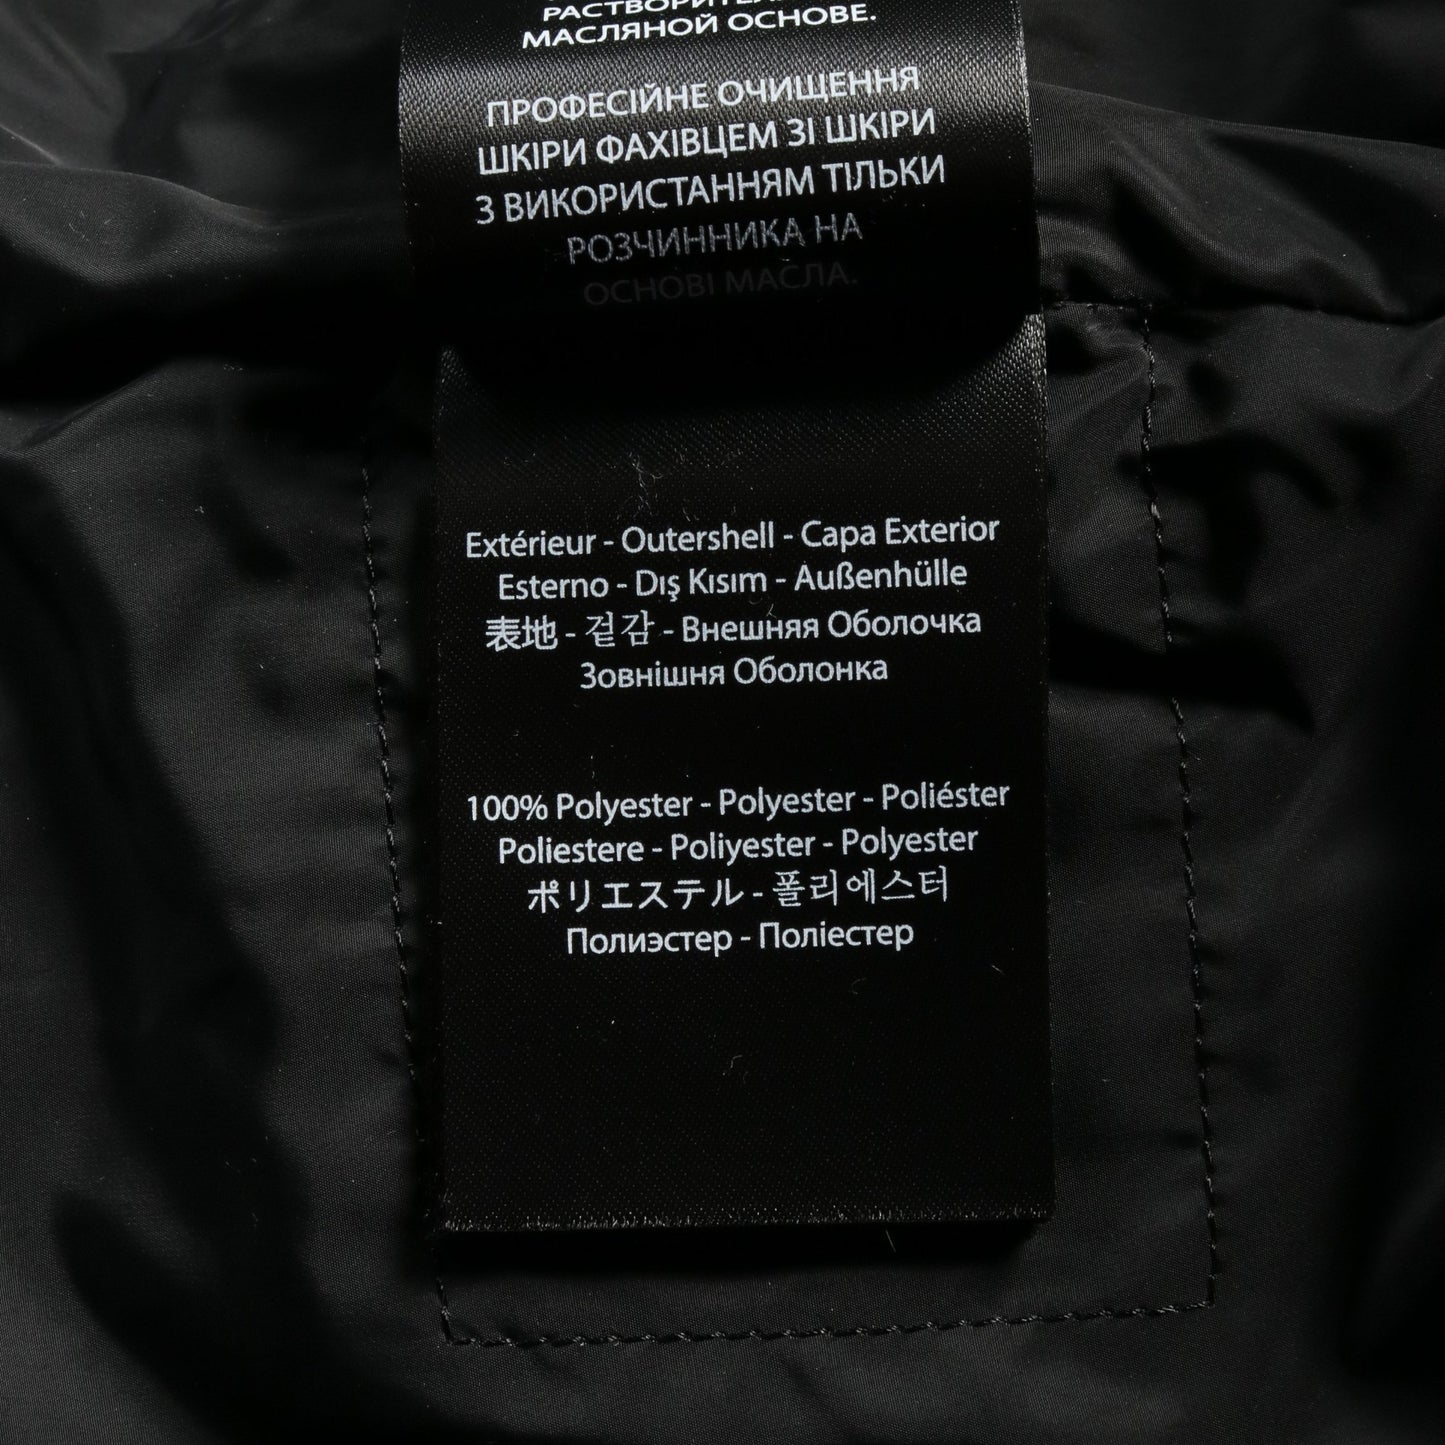 РАСТВОРИТЕЛ
МАСЛЯНОЙ ОСНОВЕ.
ПРОФЕСІЙНЕ ОЧИЩЕННЯ
ШКІРИ ФАХІВЦЕМ ЗІ ШКІРИ
З ВИКОРИСТАННЯМ ТІЛЬКИ
РОЗЧИННИКА НА
ОСНОВІ МАСЛА.
Extérieur - Outershell - Capa Exterior
Esterno - Dış Kısım - Außenhülle
表地 - 겉감 - Внешняя Оболочка
Зовнішня Оболонка
100% Polyester - Polyester - Poliéster
Poliestere - Poliyester - Polyester
ポリエステル - 폴리에스터
Полиэстер - Поліестер